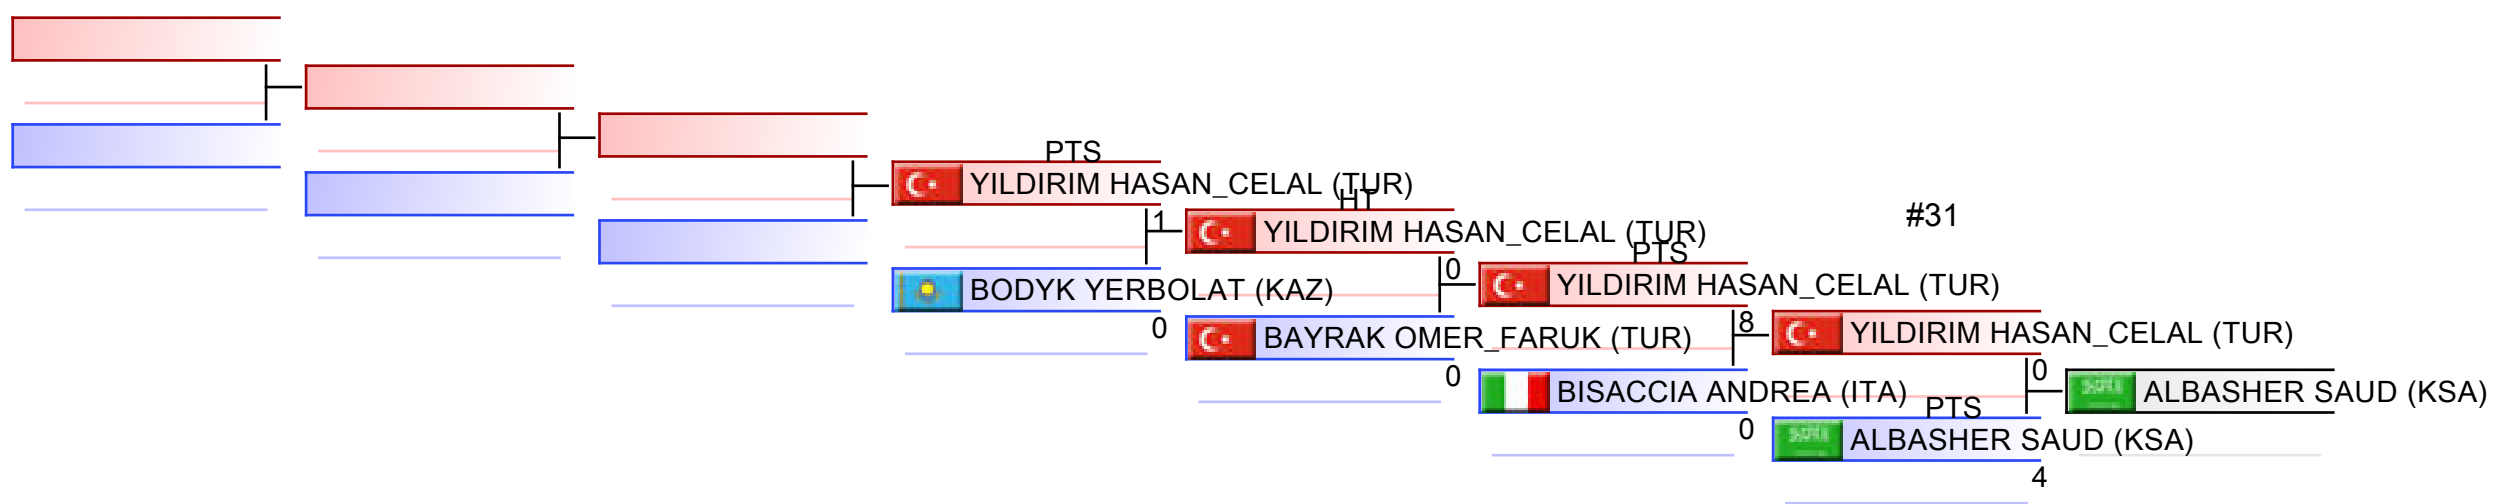 PTS
YILDIRIM HASAN_CELAL (TUR)
HT
1
YILDIRIM HASAN_CELAL (TUR)
#31
PTS
0
BODYK YERBOLAT (KAZ)
YILDIRIM HASAN_CELAL (TUR)
0
BAYRAK OMER_FARUK (TUR)
8
YILDIRIM HASAN_CELAL (TUR)
0
0
BISACCIA ANDREA (ITA)
ALBASHER SAUD (KSA)
PTS
0
ALBASHER SAUD (KSA)
4